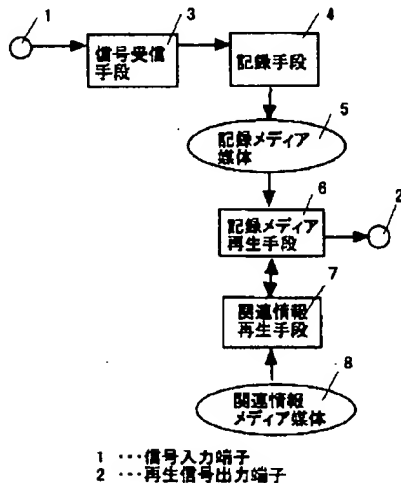 1
3
4
信号受信
手段
記録手段
5
記録メディア
媒体
6
記録メディア
再生手段
2
7
関連情報
再生手段
8
関連情報
メディア媒体
1 ・・・信号入力端子
2 ・・・再生信号出力端子